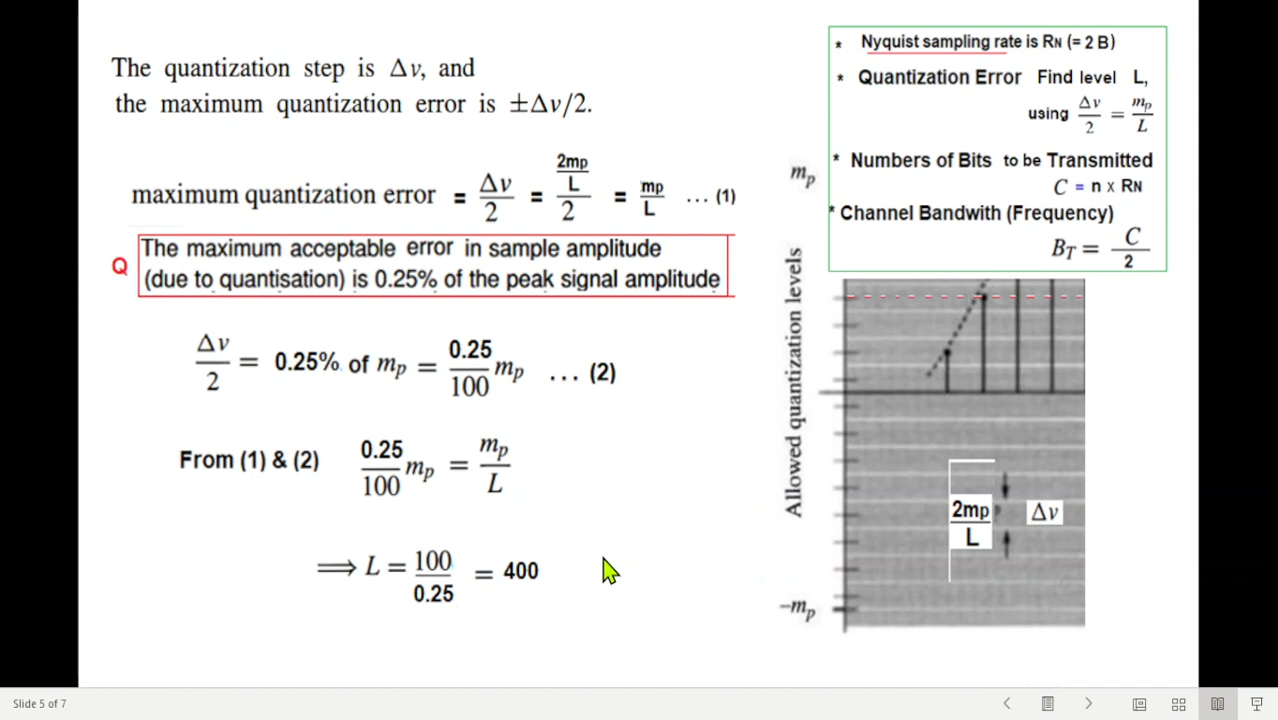 The quantization step is Δv, and
the maximum quantization error is ±Δv/2.
maximum quantization error = Δv/2 = (2mp/L)/2 = mp/L ... (1)
Q
The maximum acceptable error in sample amplitude
(due to quantisation) is 0.25% of the peak signal amplitude
Δv/2 = 0.25% of mp = 0.25/100 mp ... (2)
From (1) & (2) 0.25/100 mp = mp/L
⟹ L = 100/0.25 = 400
* Nyquist sampling rate is RN (= 2 B)
* Quantization Error Find level L,
using Δv/2 = mp/L
* Numbers of Bits to be Transmitted
C = n x RN
* Channel Bandwith (Frequency)
BT = C/2
mp
Allowed quantization levels
2mp/L Δv
–mp
Slide 5 of 7